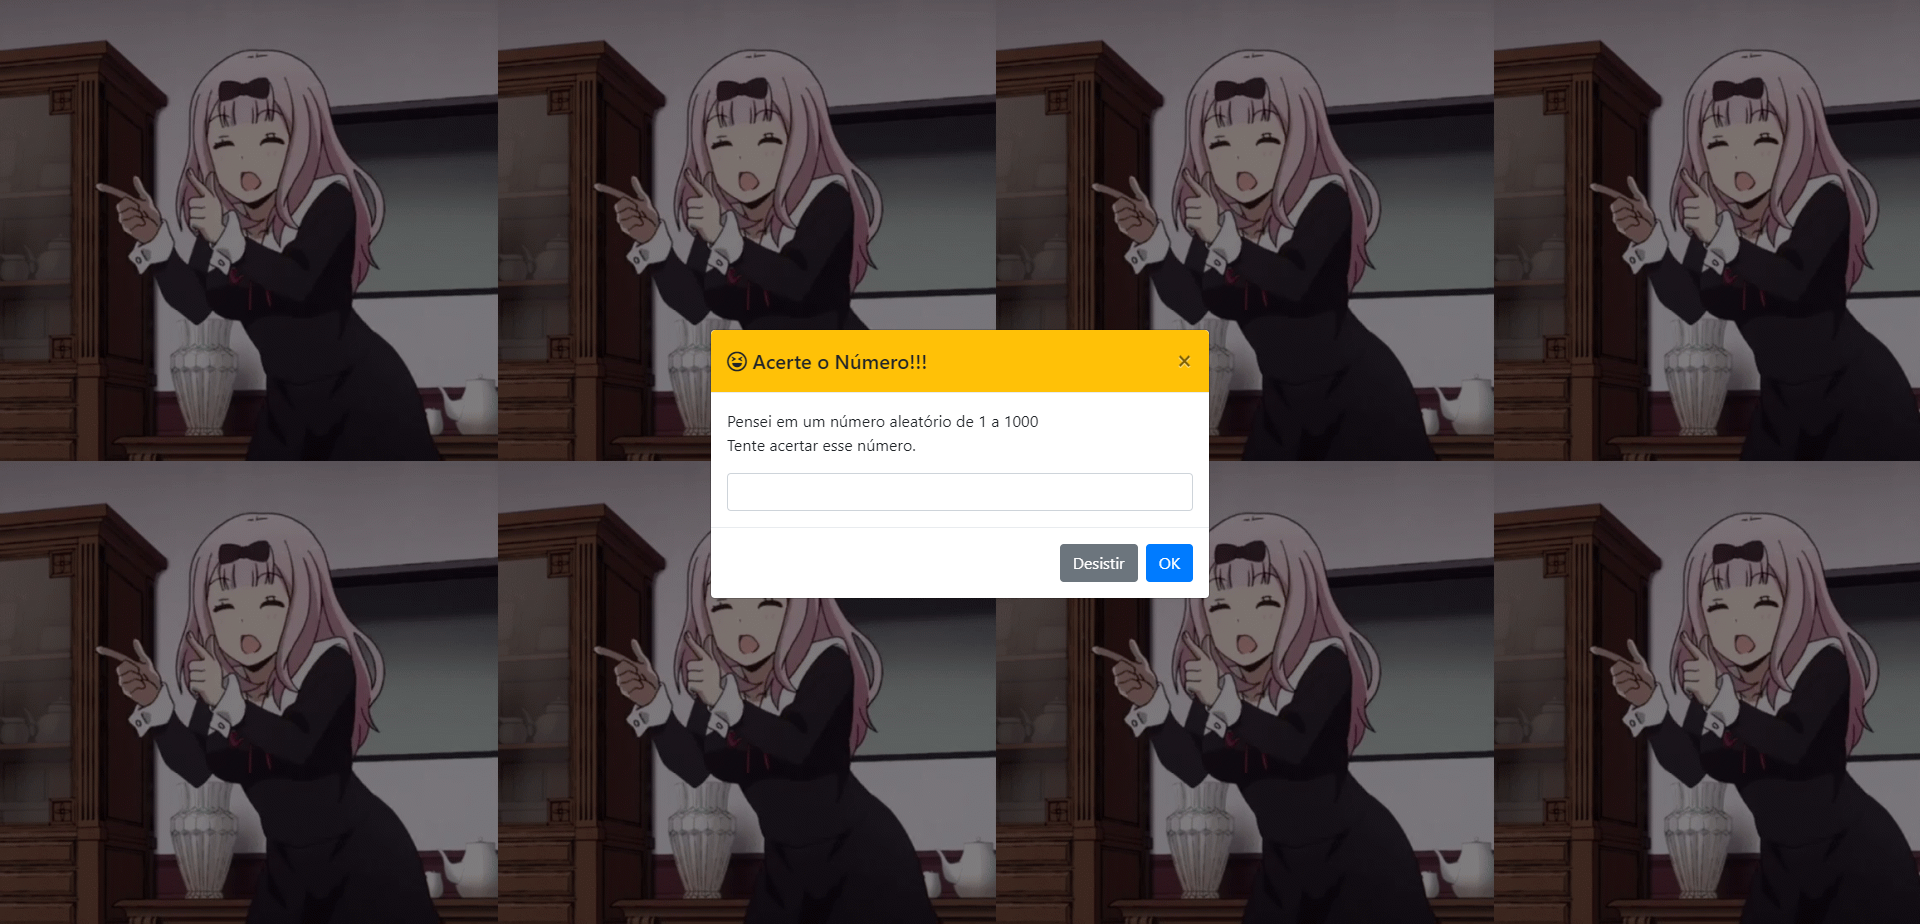 Acerte o Número!!!
×
Pensei em um número aleatório de 1 a 1000
Tente acertar esse número.
Desistir OK